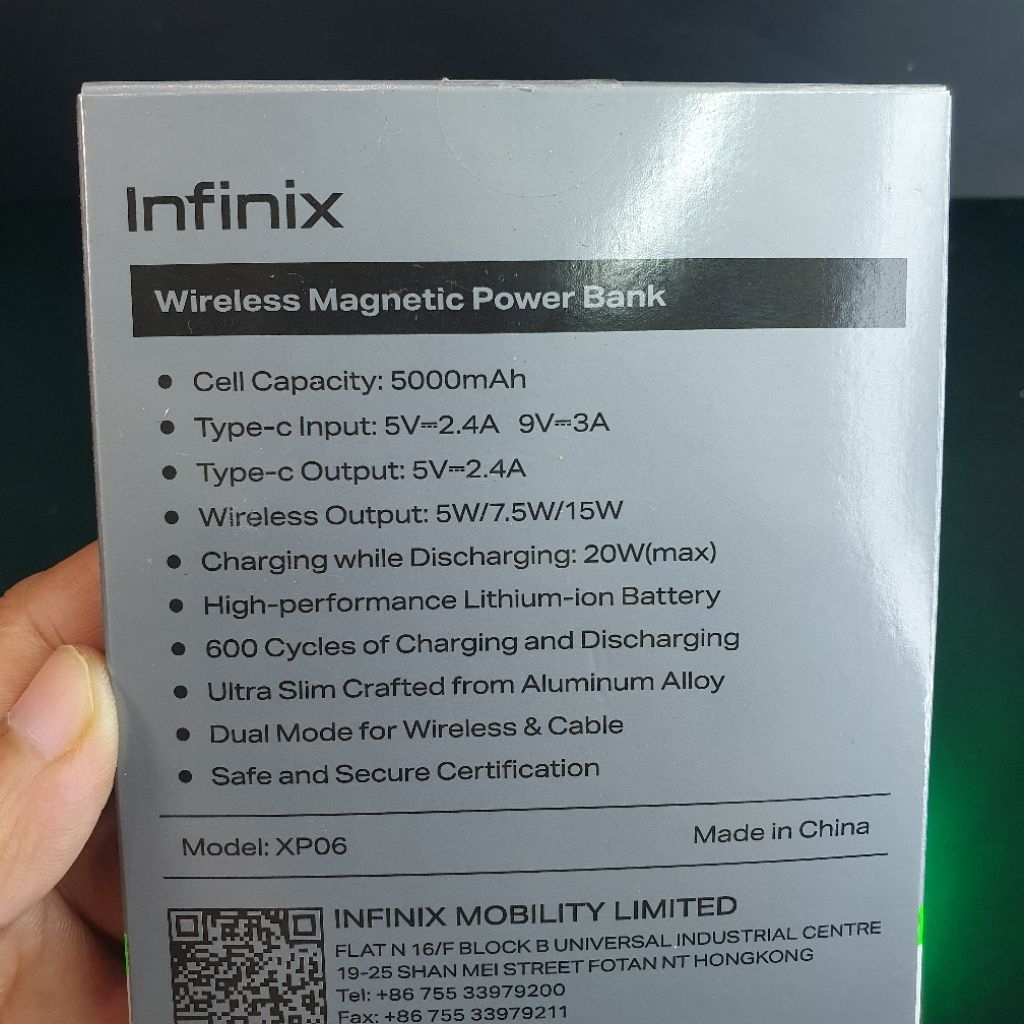 Infinix
Wireless Magnetic Power Bank
• Cell Capacity: 5000mAh
• Type-c Input: 5V⎓2.4A 9V⎓3A
• Type-c Output: 5V⎓2.4A
• Wireless Output: 5W/7.5W/15W
• Charging while Discharging: 20W(max)
• High-performance Lithium-ion Battery
• 600 Cycles of Charging and Discharging
• Ultra Slim Crafted from Aluminum Alloy
• Dual Mode for Wireless & Cable
• Safe and Secure Certification
Model: XP06 Made in China
INFINIX MOBILITY LIMITED
FLAT N 16/F BLOCK B UNIVERSAL INDUSTRIAL CENTRE
19-25 SHAN MEI STREET FOTAN NT HONGKONG
Tel: +86 755 33979200
Fax: +86 755 33979211